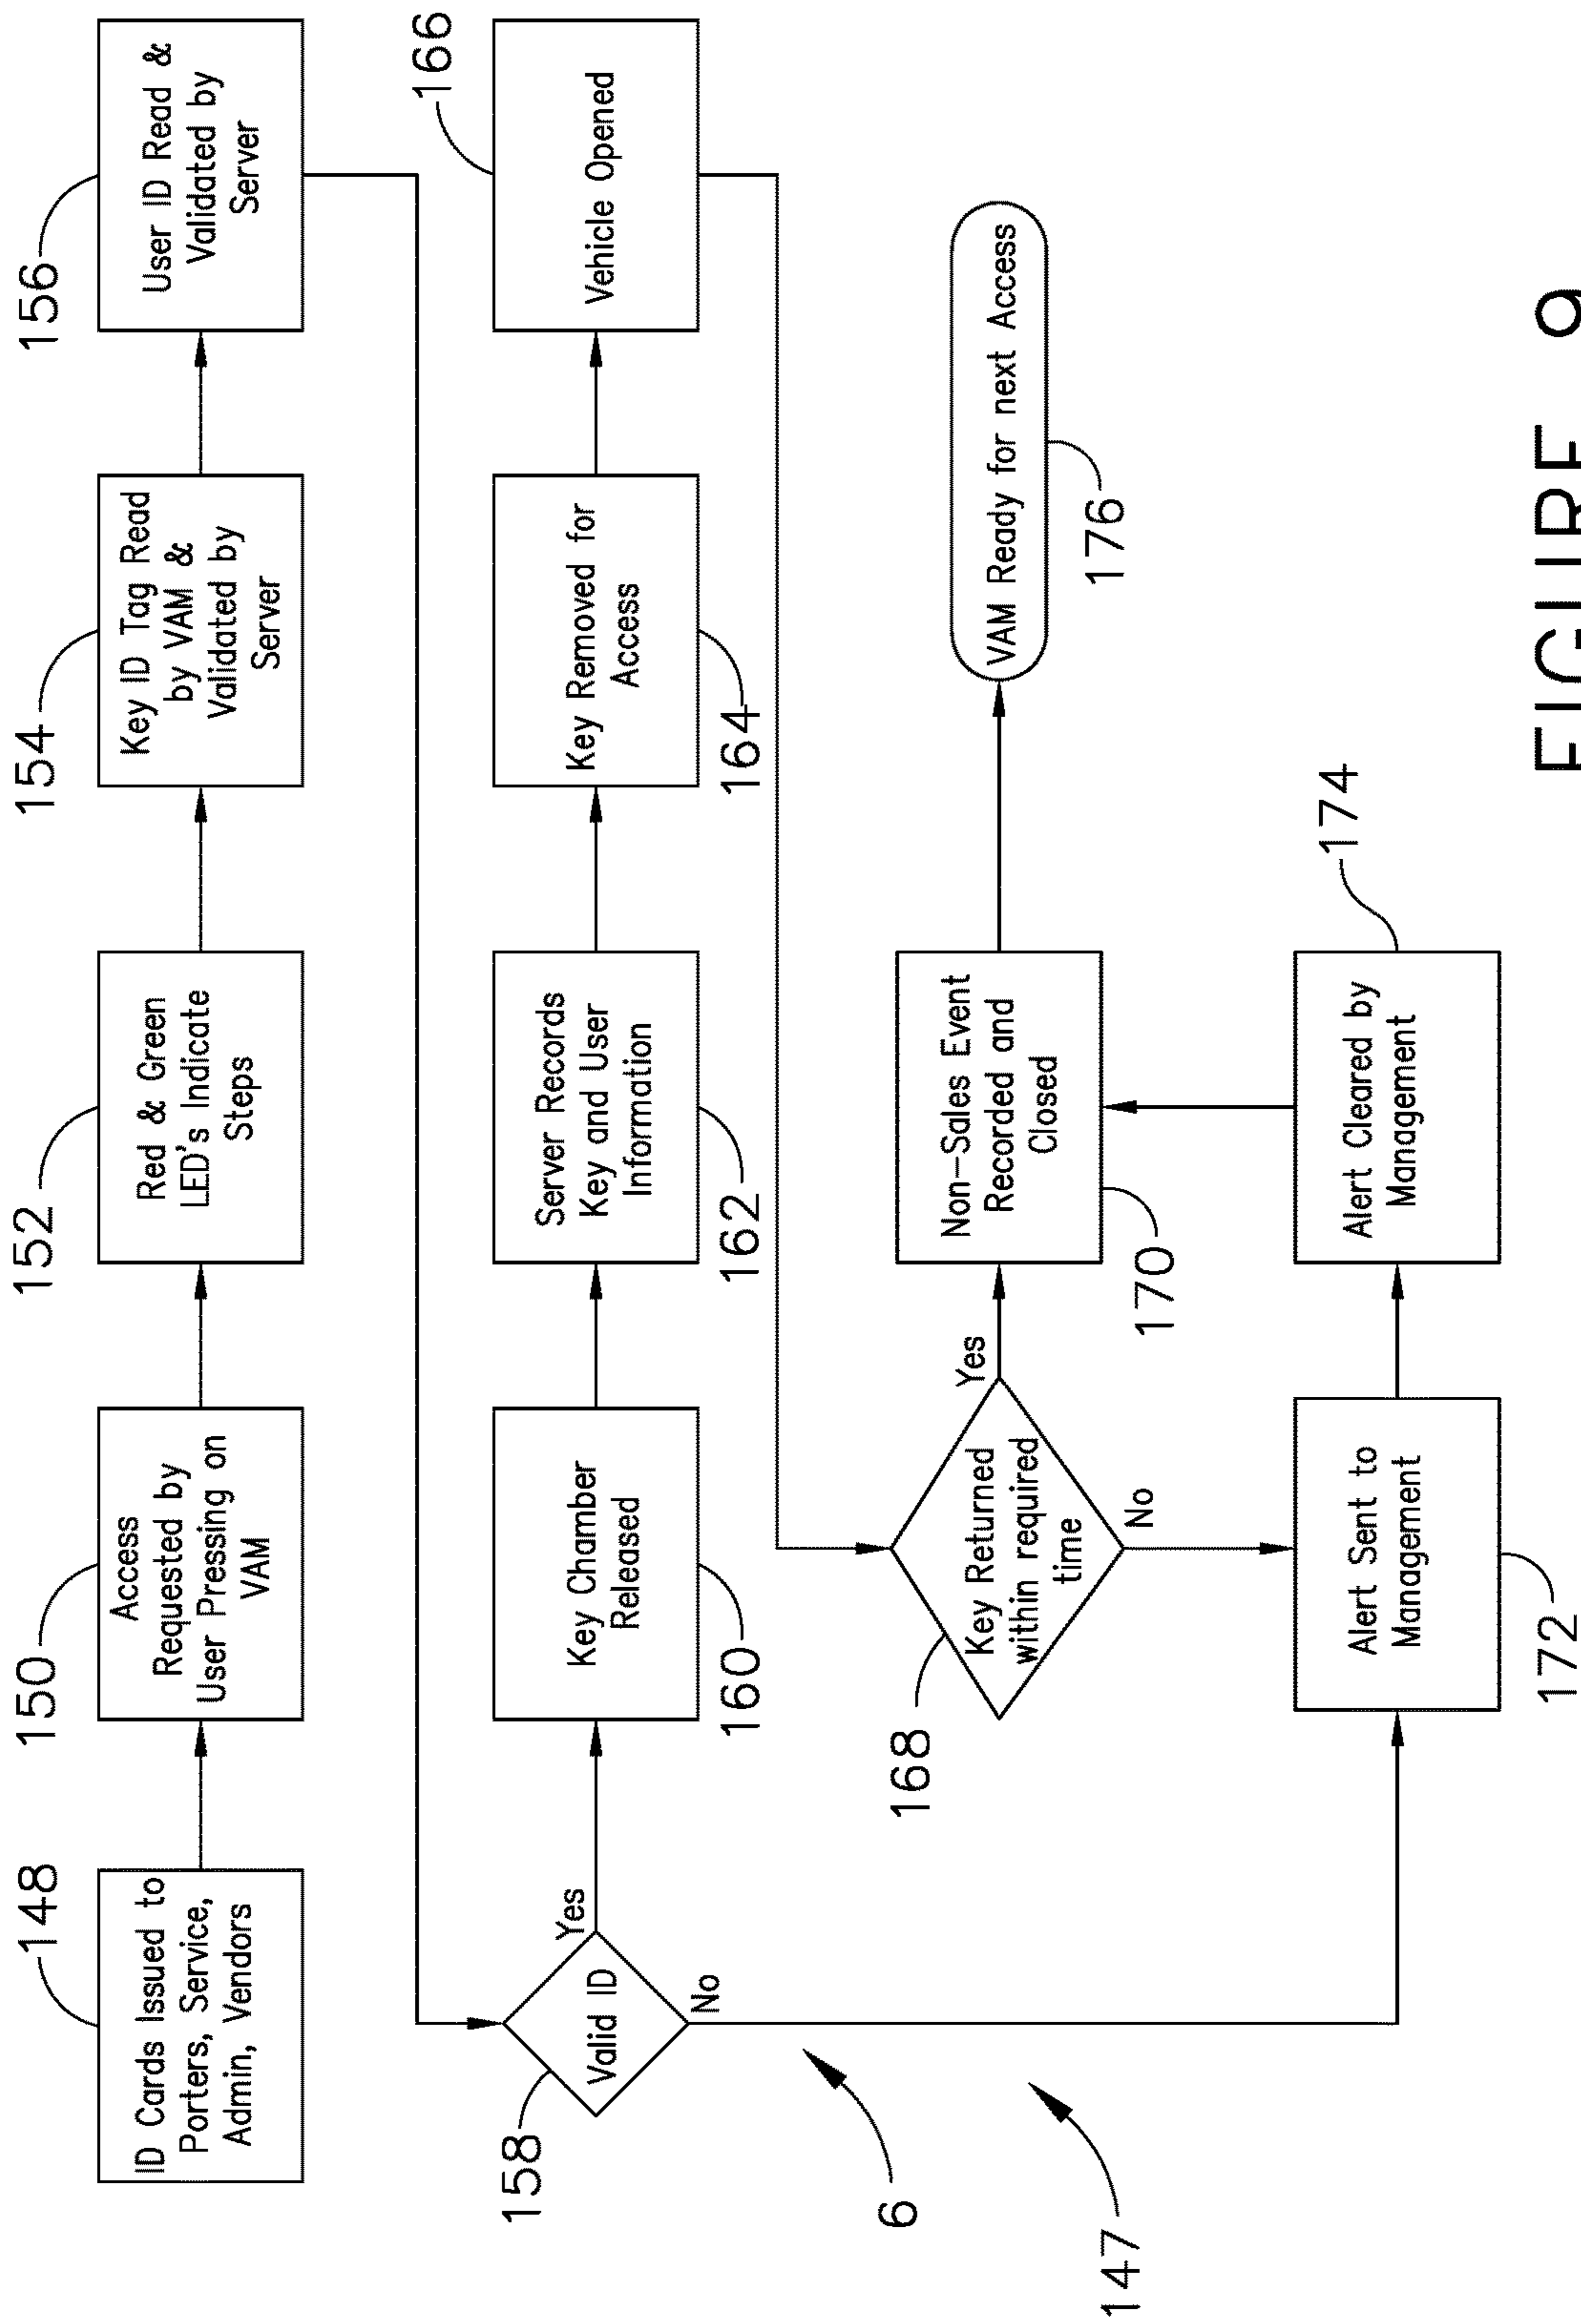 148
ID Cards Issued to
Porters, Service,
Admin, Vendors
150
Access
Requested by
User Pressing on
VAM
152
Red & Green
LED's Indicate
Steps
154
Key ID Tag Read
by VAM &
Validated by
Server
156
User ID Read &
Validated by
Server
158
Valid ID
Yes
No
Key Chamber
Released
160
Server Records
Key and User
Information
162
Key Removed for
Access
164
166
Vehicle Opened
168
Key Returned
within required
time
Yes
No
Non-Sales Event
Recorded and
Closed
170
VAM Ready for next Access
176
Alert Sent to
Management
172
Alert Cleared by
Management
174
6
147
FIGURE 9